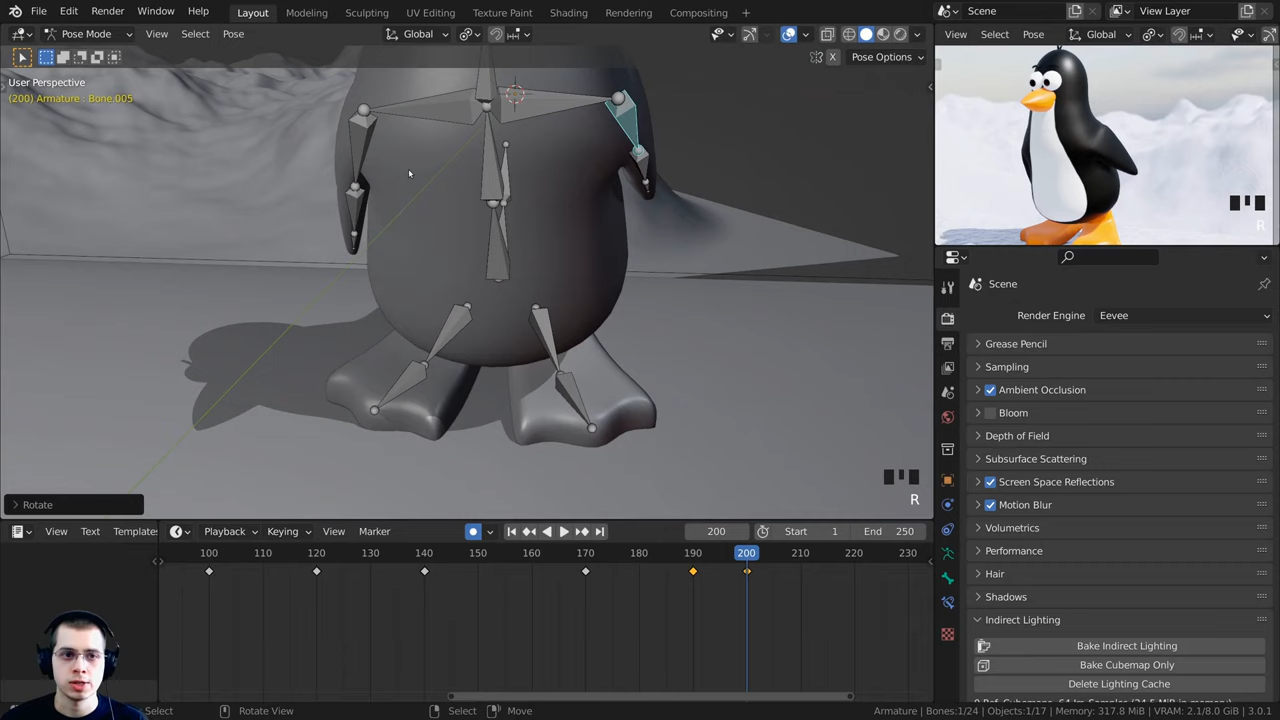 File Edit Render Window Help Layout Modeling Sculpting UV Editing Texture Paint Shading Rendering Compositing + Scene View Layer
Pose Mode View Select Pose Global View Select Pose Global
X Pose Options
User Perspective
(200) Armature : Bone.005
R
Scene
Render Engine Eevee
Grease Pencil
Sampling
Ambient Occlusion
Bloom
Depth of Field
Subsurface Scattering
Screen Space Reflections
Motion Blur
Volumetrics
Performance
Hair
Shadows
Indirect Lighting
Bake Indirect Lighting
Bake Cubemap Only
Delete Lighting Cache
R
Rotate
View Text Templates Playback Keying View Marker 200 Start 1 End 250
100 110 120 130 140 150 160 170 180 190 200 210 220 230
Select Rotate View Select Move Armature | Bones:1/24 | Objects:1/17 | Memory: 317.8 MiB | VRAM: 2.1/8.0 GiB | 3.0.1